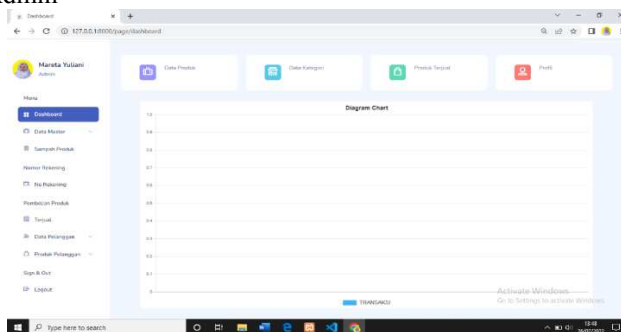 Admin
Dashboard
127.0.0.1:8000/page/dashboard
Mareta Yuliani
Admin
Data Produk
Data Kategori
Produk Terjual
Profil
Menu
Dashboard
Data Master
Sampah Produk
Nomor Rekening
No Rekening
Pembelian Produk
Terjual
Data Pelanggan
Produk Pelanggan
Sign & Out
Logout
Diagram Chart
1.0
0.9
0.8
0.7
0.6
0.5
0.4
0.3
0.2
0.1
0
TRANSAKSI
Activate Windows
Go to Settings to activate Windows.
Type here to search
13:48